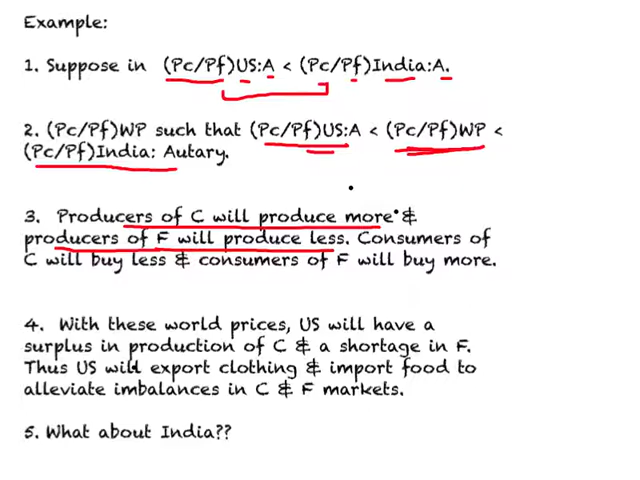 Example:
1. Suppose in (Pc/Pf)US:A < (Pc/Pf)India:A.
2. (Pc/Pf)WP such that (Pc/Pf)US:A < (Pc/Pf)WP <
(Pc/Pf)India: Autary.
3. Producers of C will produce more &
producers of F will produce less. Consumers of
C will buy less & consumers of F will buy more.
4. With these world prices, US will have a
surplus in production of C & a shortage in F.
Thus US will export clothing & import food to
alleviate imbalances in C & F markets.
5. What about India??